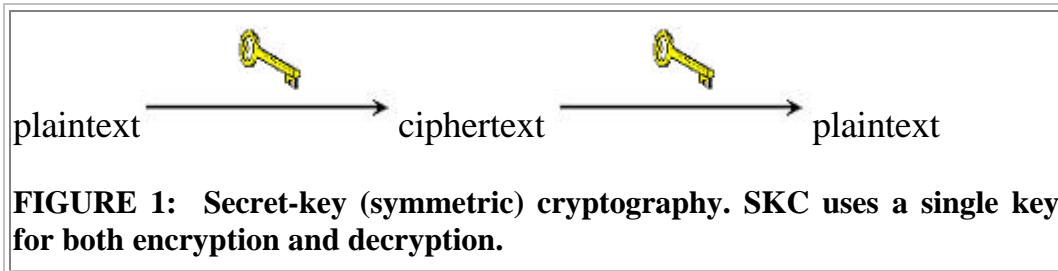 plaintext ciphertext plaintext
FIGURE 1: Secret-key (symmetric) cryptography. SKC uses a single key
for both encryption and decryption.